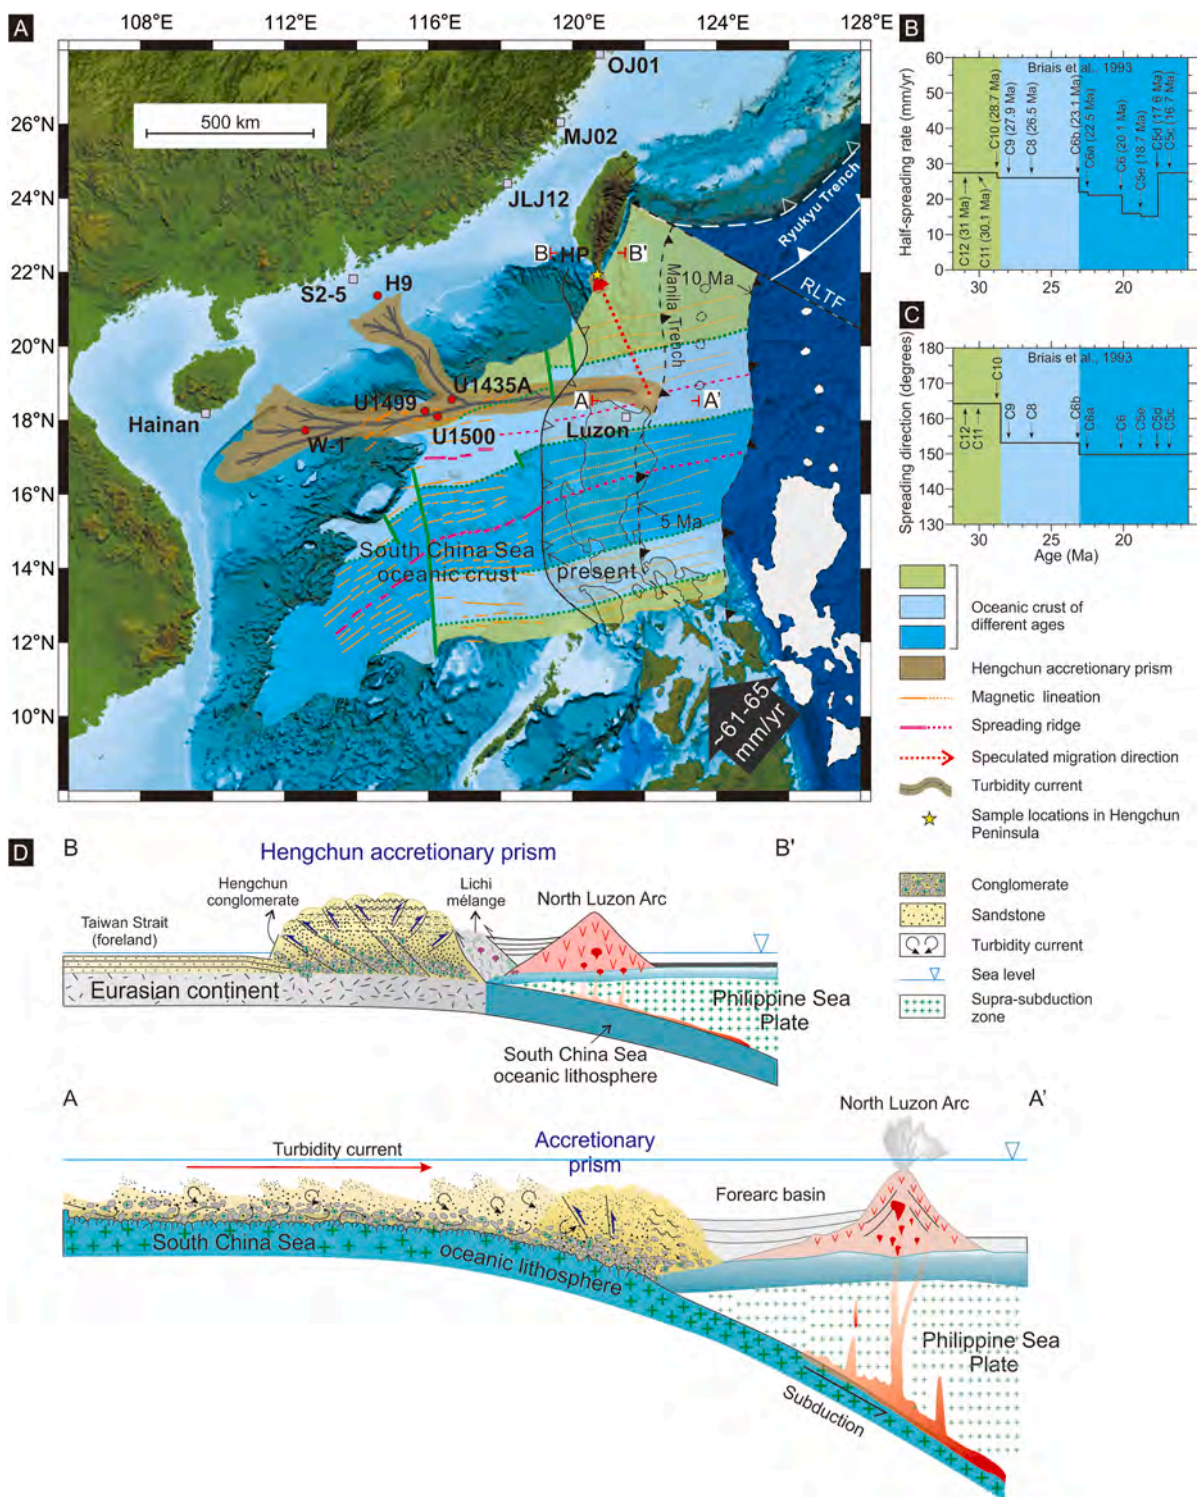 A
108°E
112°E
116°E
120°E
124°E
128°E
26°N
24°N
22°N
20°N
18°N
16°N
14°N
12°N
10°N
500 km
OJ01
MJ02
JLJ12
S2-5
H9
HP
B
B'
Ryukyu Trench
RLTF
10 Ma
Manila Trench
U1435A
U1499
U1500
W-1
Hainan
A
A'
Luzon
5 Ma
South China Sea
oceanic crust
present
~61-65
mm/yr
B
Briais et al., 1993
Half-spreading rate (mm/yr)
60
50
40
30
20
10
0
C12 (31 Ma)
C11 (30.1 Ma)
C10 (28.7 Ma)
C9 (27.9 Ma)
C8 (26.5 Ma)
C6b (23.1 Ma)
C6a (22.5 Ma)
C6 (20.1 Ma)
C5e (18.7 Ma)
C5d (17.6 Ma)
C5c (16.7 Ma)
30
25
20
C
Briais et al., 1993
Spreading direction (degrees)
180
170
160
150
140
130
C12
C11
C10
C9
C8
C6b
C6a
C6
C5e
C5d
C5c
30
25
20
Age (Ma)
Oceanic crust of
different ages
Hengchun accretionary prism
Magnetic lineation
Spreading ridge
Speculated migration direction
Turbidity current
Sample locations in Hengchun
Peninsula
Conglomerate
Sandstone
Turbidity current
Sea level
Supra-subduction
zone
D
B
B'
Hengchun accretionary prism
Hengchun
conglomerate
Lichi
mélange
North Luzon Arc
Taiwan Strait
(foreland)
Eurasian continent
Philippine Sea
Plate
South China Sea
oceanic lithosphere
A
A'
North Luzon Arc
Turbidity current
Accretionary
prism
Forearc basin
South China Sea
oceanic lithosphere
Philippine Sea
Plate
Subduction